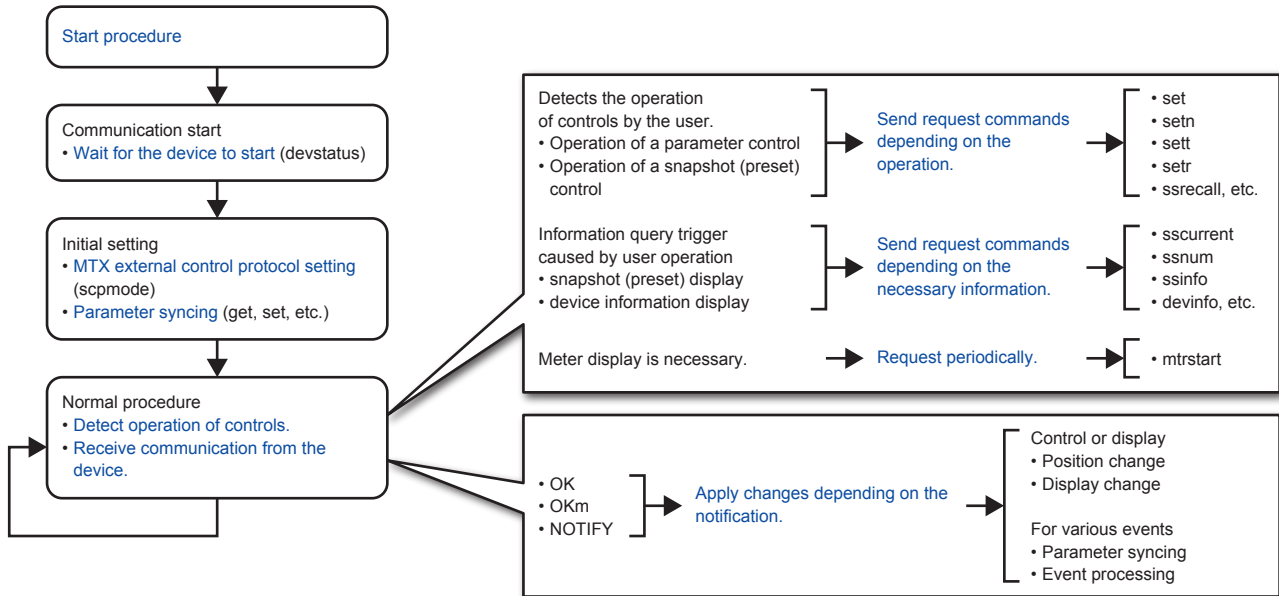 Start procedure
Communication start
• Wait for the device to start (devstatus)
Initial setting
• MTX external control protocol setting
(scpmode)
• Parameter syncing (get, set, etc.)
Normal procedure
• Detect operation of controls.
• Receive communication from the
device.
Detects the operation
of controls by the user.
• Operation of a parameter control
• Operation of a snapshot (preset)
control
Send request commands
depending on the
operation.
• set
• setn
• sett
• setr
• ssrecall, etc.
Information query trigger
caused by user operation
• snapshot (preset) display
• device information display
Send request commands
depending on the
necessary information.
• sscurrent
• ssnum
• ssinfo
• devinfo, etc.
Meter display is necessary.
Request periodically.
• mtrstart
• OK
• OKm
• NOTIFY
Apply changes depending on the
notification.
Control or display
• Position change
• Display change
For various events
• Parameter syncing
• Event processing